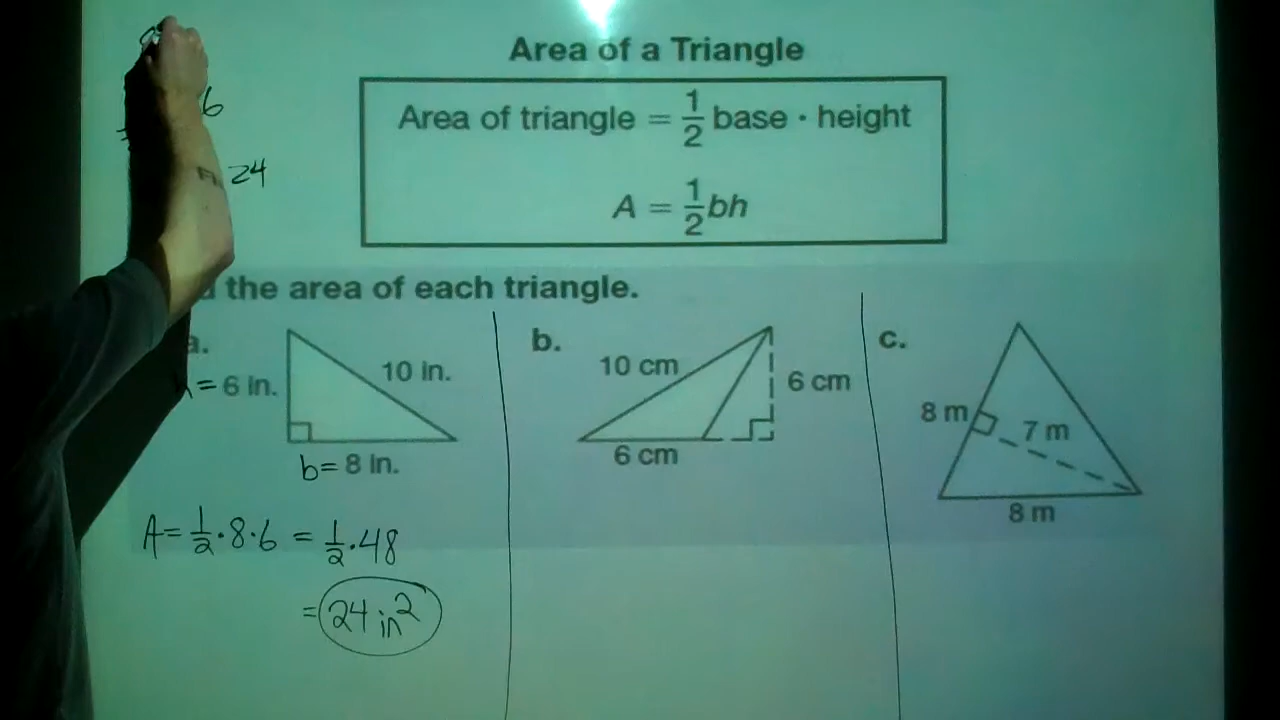 Area of a Triangle
Area of triangle = 1/2 base · height
A = 1/2 bh
6
24
the area of each triangle.
a.
= 6 in.
10 in.
b = 8 in.
A = 1/2 · 8 · 6 = 1/2 · 48
= 24 in²
b.
10 cm
6 cm
6 cm
c.
8 m
7 m
8 m